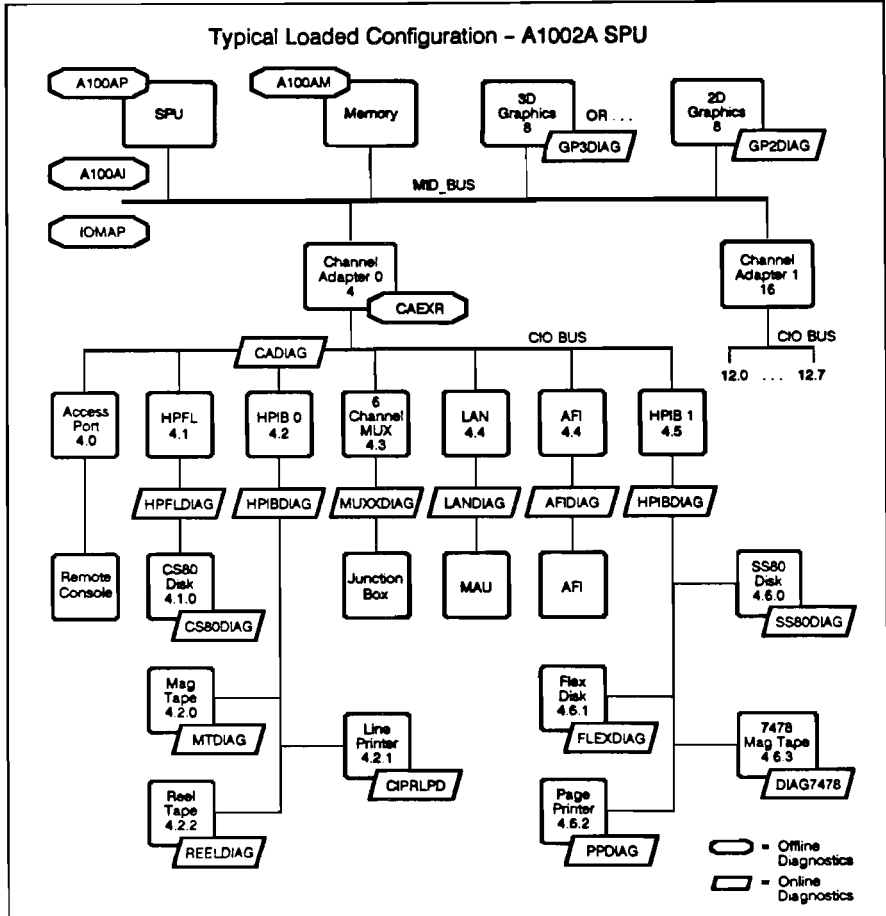 Typical Loaded Configuration – A1002A SPU
A100AP
SPU
A100AM
Memory
3D
Graphics
8
OR . . .
GP3DIAG
2D
Graphics
8
GP2DIAG
A100AI
MID_BUS
IOMAP
Channel
Adapter 0
4
CAEXR
Channel
Adapter 1
16
CADIAG
CIO BUS
CIO BUS
12.0 . . . 12.7
Access
Port
4.0
HPFL
4.1
HPIB 0
4.2
6
Channel
MUX
4.3
LAN
4.4
AFI
4.4
HPIB 1
4.5
HPFLDIAG
HPIBDIAG
MUXXDIAG
LANDIAG
AFIDIAG
HPIBDIAG
Remote
Console
CS80
Disk
4.1.0
CS80DIAG
Junction
Box
MAU
AFI
SS80
Disk
4.6.0
SS80DIAG
Mag
Tape
4.2.0
MTDIAG
Line
Printer
4.2.1
CIPRLPD
Flex
Disk
4.6.1
FLEXDIAG
7478
Mag Tape
4 6.3
DIAG7478
Reel
Tape
4.2.2
REELDIAG
Page
Printer
4.6.2
PPDIAG
= Offline
Diagnostics
= Online
Diagnostics